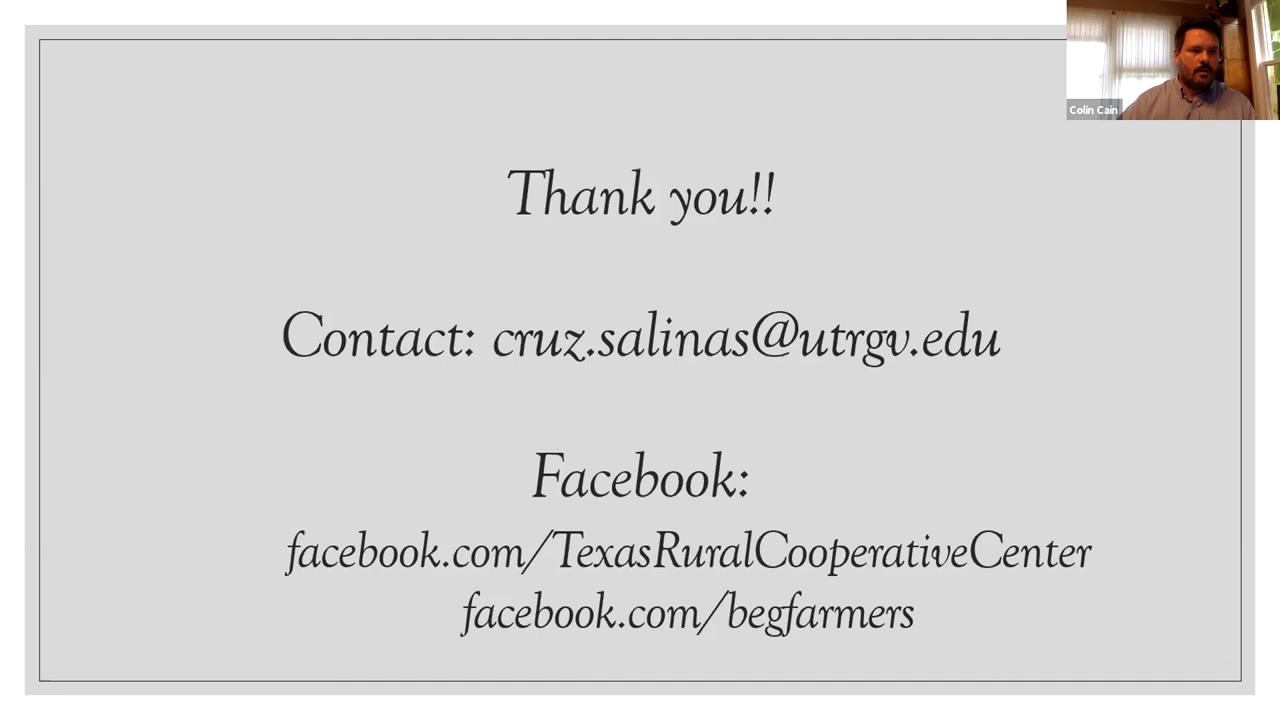 Colin Cain
Thank you!!
Contact: cruz.salinas@utrgv.edu
Facebook:
facebook.com/TexasRuralCooperativeCenter
facebook.com/begfarmers